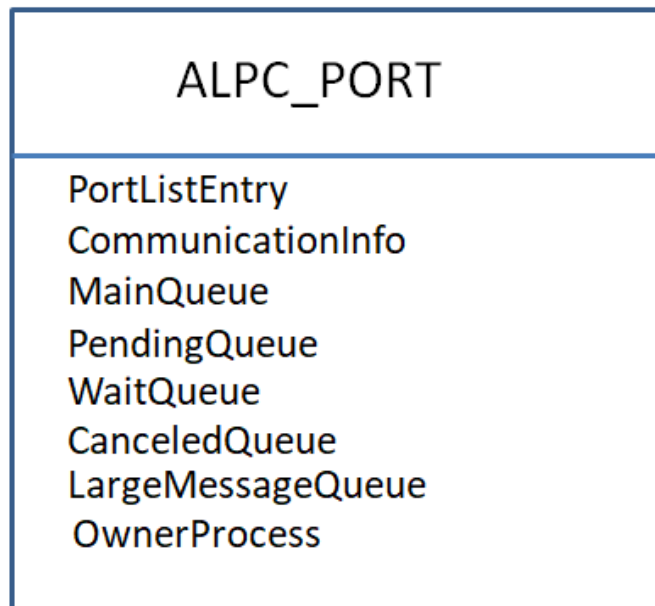 ALPC_PORT
PortListEntry
CommunicationInfo
MainQueue
PendingQueue
WaitQueue
CanceledQueue
LargeMessageQueue
OwnerProcess